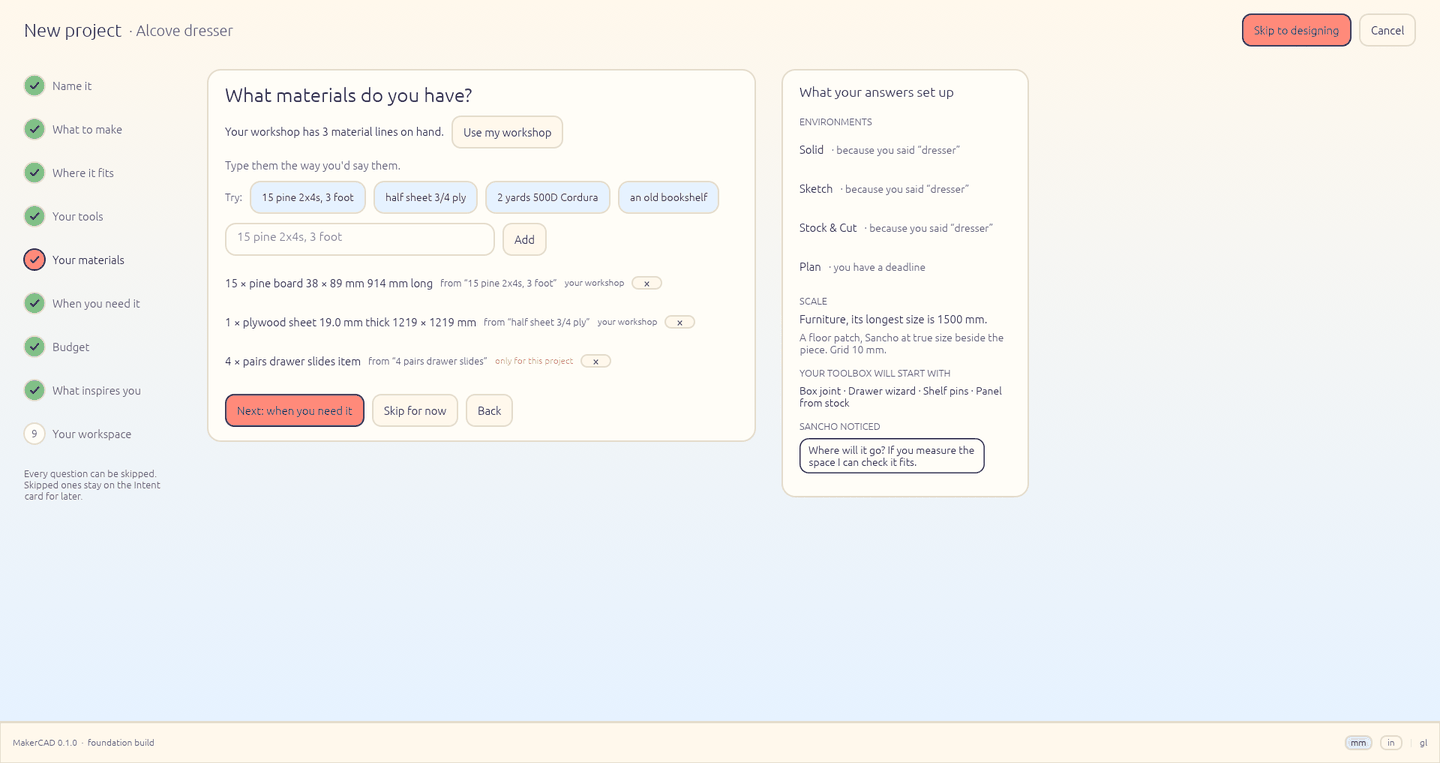 New project · Alcove dresser
Skip to designing
Cancel
Name it
What to make
Where it fits
Your tools
Your materials
When you need it
Budget
What inspires you
9 Your workspace
Every question can be skipped.
Skipped ones stay on the Intent
card for later.
What materials do you have?
Your workshop has 3 material lines on hand. Use my workshop
Type them the way you'd say them.
Try: 15 pine 2x4s, 3 foot half sheet 3/4 ply 2 yards 500D Cordura an old bookshelf
15 pine 2x4s, 3 foot Add
15 × pine board 38 × 89 mm 914 mm long from “15 pine 2x4s, 3 foot” your workshop ×
1 × plywood sheet 19.0 mm thick 1219 × 1219 mm from “half sheet 3/4 ply” your workshop ×
4 × pairs drawer slides item from “4 pairs drawer slides” only for this project ×
Next: when you need it Skip for now Back
What your answers set up
ENVIRONMENTS
Solid · because you said “dresser”
Sketch · because you said “dresser”
Stock & Cut · because you said “dresser”
Plan · you have a deadline
SCALE
Furniture, its longest size is 1500 mm.
A floor patch, Sancho at true size beside the
piece. Grid 10 mm.
YOUR TOOLBOX WILL START WITH
Box joint · Drawer wizard · Shelf pins · Panel
from stock
SANCHO NOTICED
Where will it go? If you measure the
space I can check it fits.
MakerCAD 0.1.0 · foundation build
mm in gl